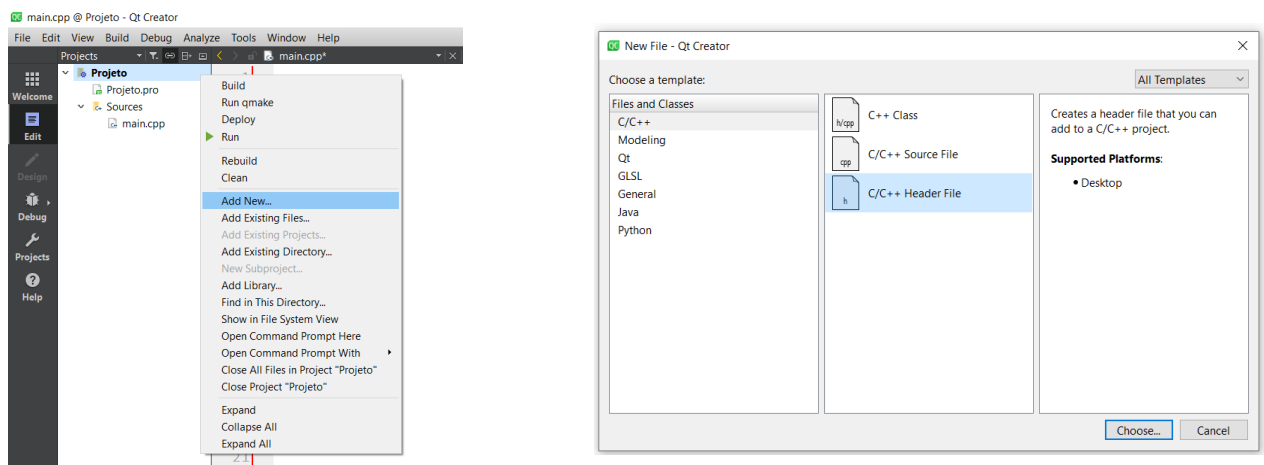 main.cpp @ Projeto - Qt Creator
File Edit View Build Debug Analyze Tools Window Help
Projects
main.cpp*
Welcome
Edit
Design
Debug
Projects
Help
Projeto
Projeto.pro
Sources
main.cpp
Build
Run qmake
Deploy
Run
Rebuild
Clean
Add New...
Add Existing Files...
Add Existing Projects...
Add Existing Directory...
New Subproject...
Add Library...
Find in This Directory...
Show in File System View
Open Command Prompt Here
Open Command Prompt With
Close All Files in Project "Projeto"
Close Project "Projeto"
Expand
Collapse All
Expand All
21
New File - Qt Creator
Choose a template:
All Templates
Files and Classes
C/C++
Modeling
Qt
GLSL
General
Java
Python
h/cpp
C++ Class
cpp
C/C++ Source File
h
C/C++ Header File
Creates a header file that you can
add to a C/C++ project.
Supported Platforms:
• Desktop
Choose...
Cancel